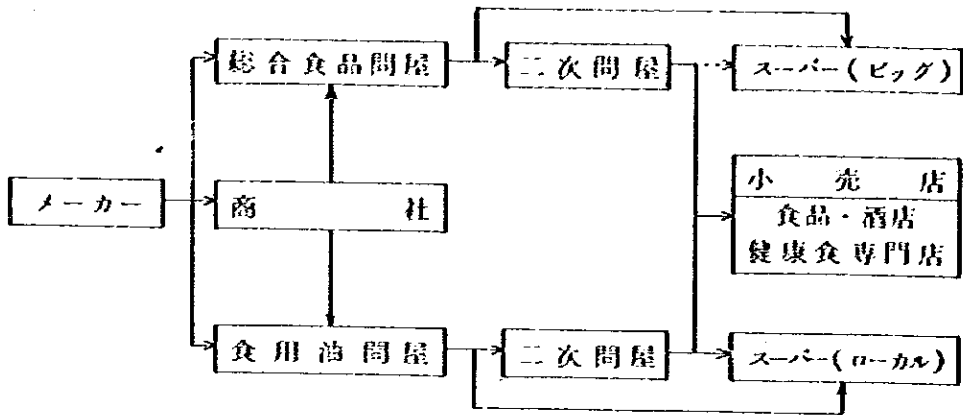 総合食品問屋
二次問屋
スーパー(ビッグ)
メーカー
商社
小売店
食品・酒店
健康食専門店
食用油問屋
二次問屋
スーパー(ローカル)